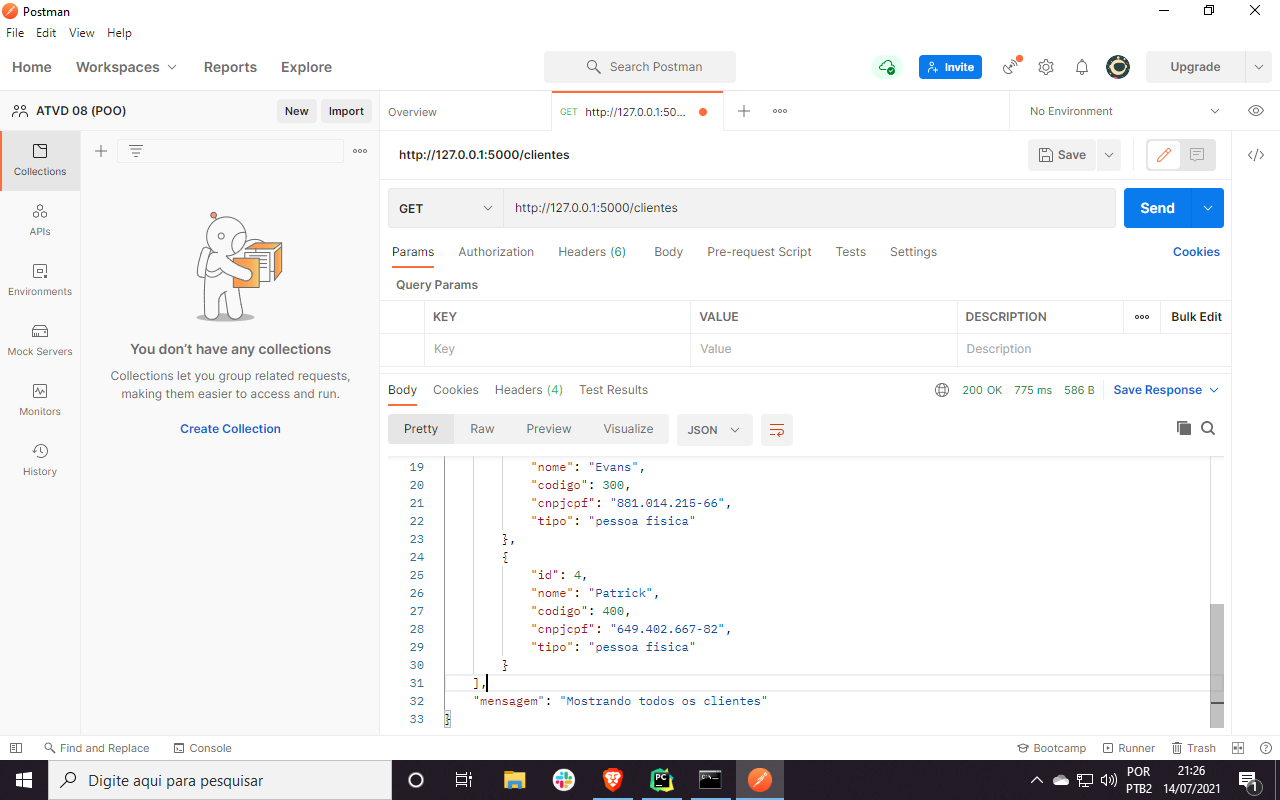 Postman
File Edit View Help
Home Workspaces Reports Explore Search Postman Invite Upgrade
ATVD 08 (POO) New Import Overview GET http://127.0.0.1:50... No Environment
Collections
APIs
Environments
Mock Servers
Monitors
History
You don't have any collections
Collections let you group related requests,
making them easier to access and run.
Create Collection
http://127.0.0.1:5000/clientes Save
GET http://127.0.0.1:5000/clientes Send
Params Authorization Headers (6) Body Pre-request Script Tests Settings Cookies
Query Params
KEY VALUE DESCRIPTION Bulk Edit
Key Value Description
Body Cookies Headers (4) Test Results 200 OK 775 ms 586 B Save Response
Pretty Raw Preview Visualize JSON
19 "nome": "Evans",
20 "codigo": 300,
21 "cnpjcpf": "881.014.215-66",
22 "tipo": "pessoa fisica"
23 },
24 {
25 "id": 4,
26 "nome": "Patrick",
27 "codigo": 400,
28 "cnpjcpf": "649.402.667-82",
29 "tipo": "pessoa fisica"
30 }
31 ],
32 "mensagem": "Mostrando todos os clientes"
33 }
Find and Replace Console Bootcamp Runner Trash
Digite aqui para pesquisar
PC
POR
PTB2
21:26
14/07/2021
1